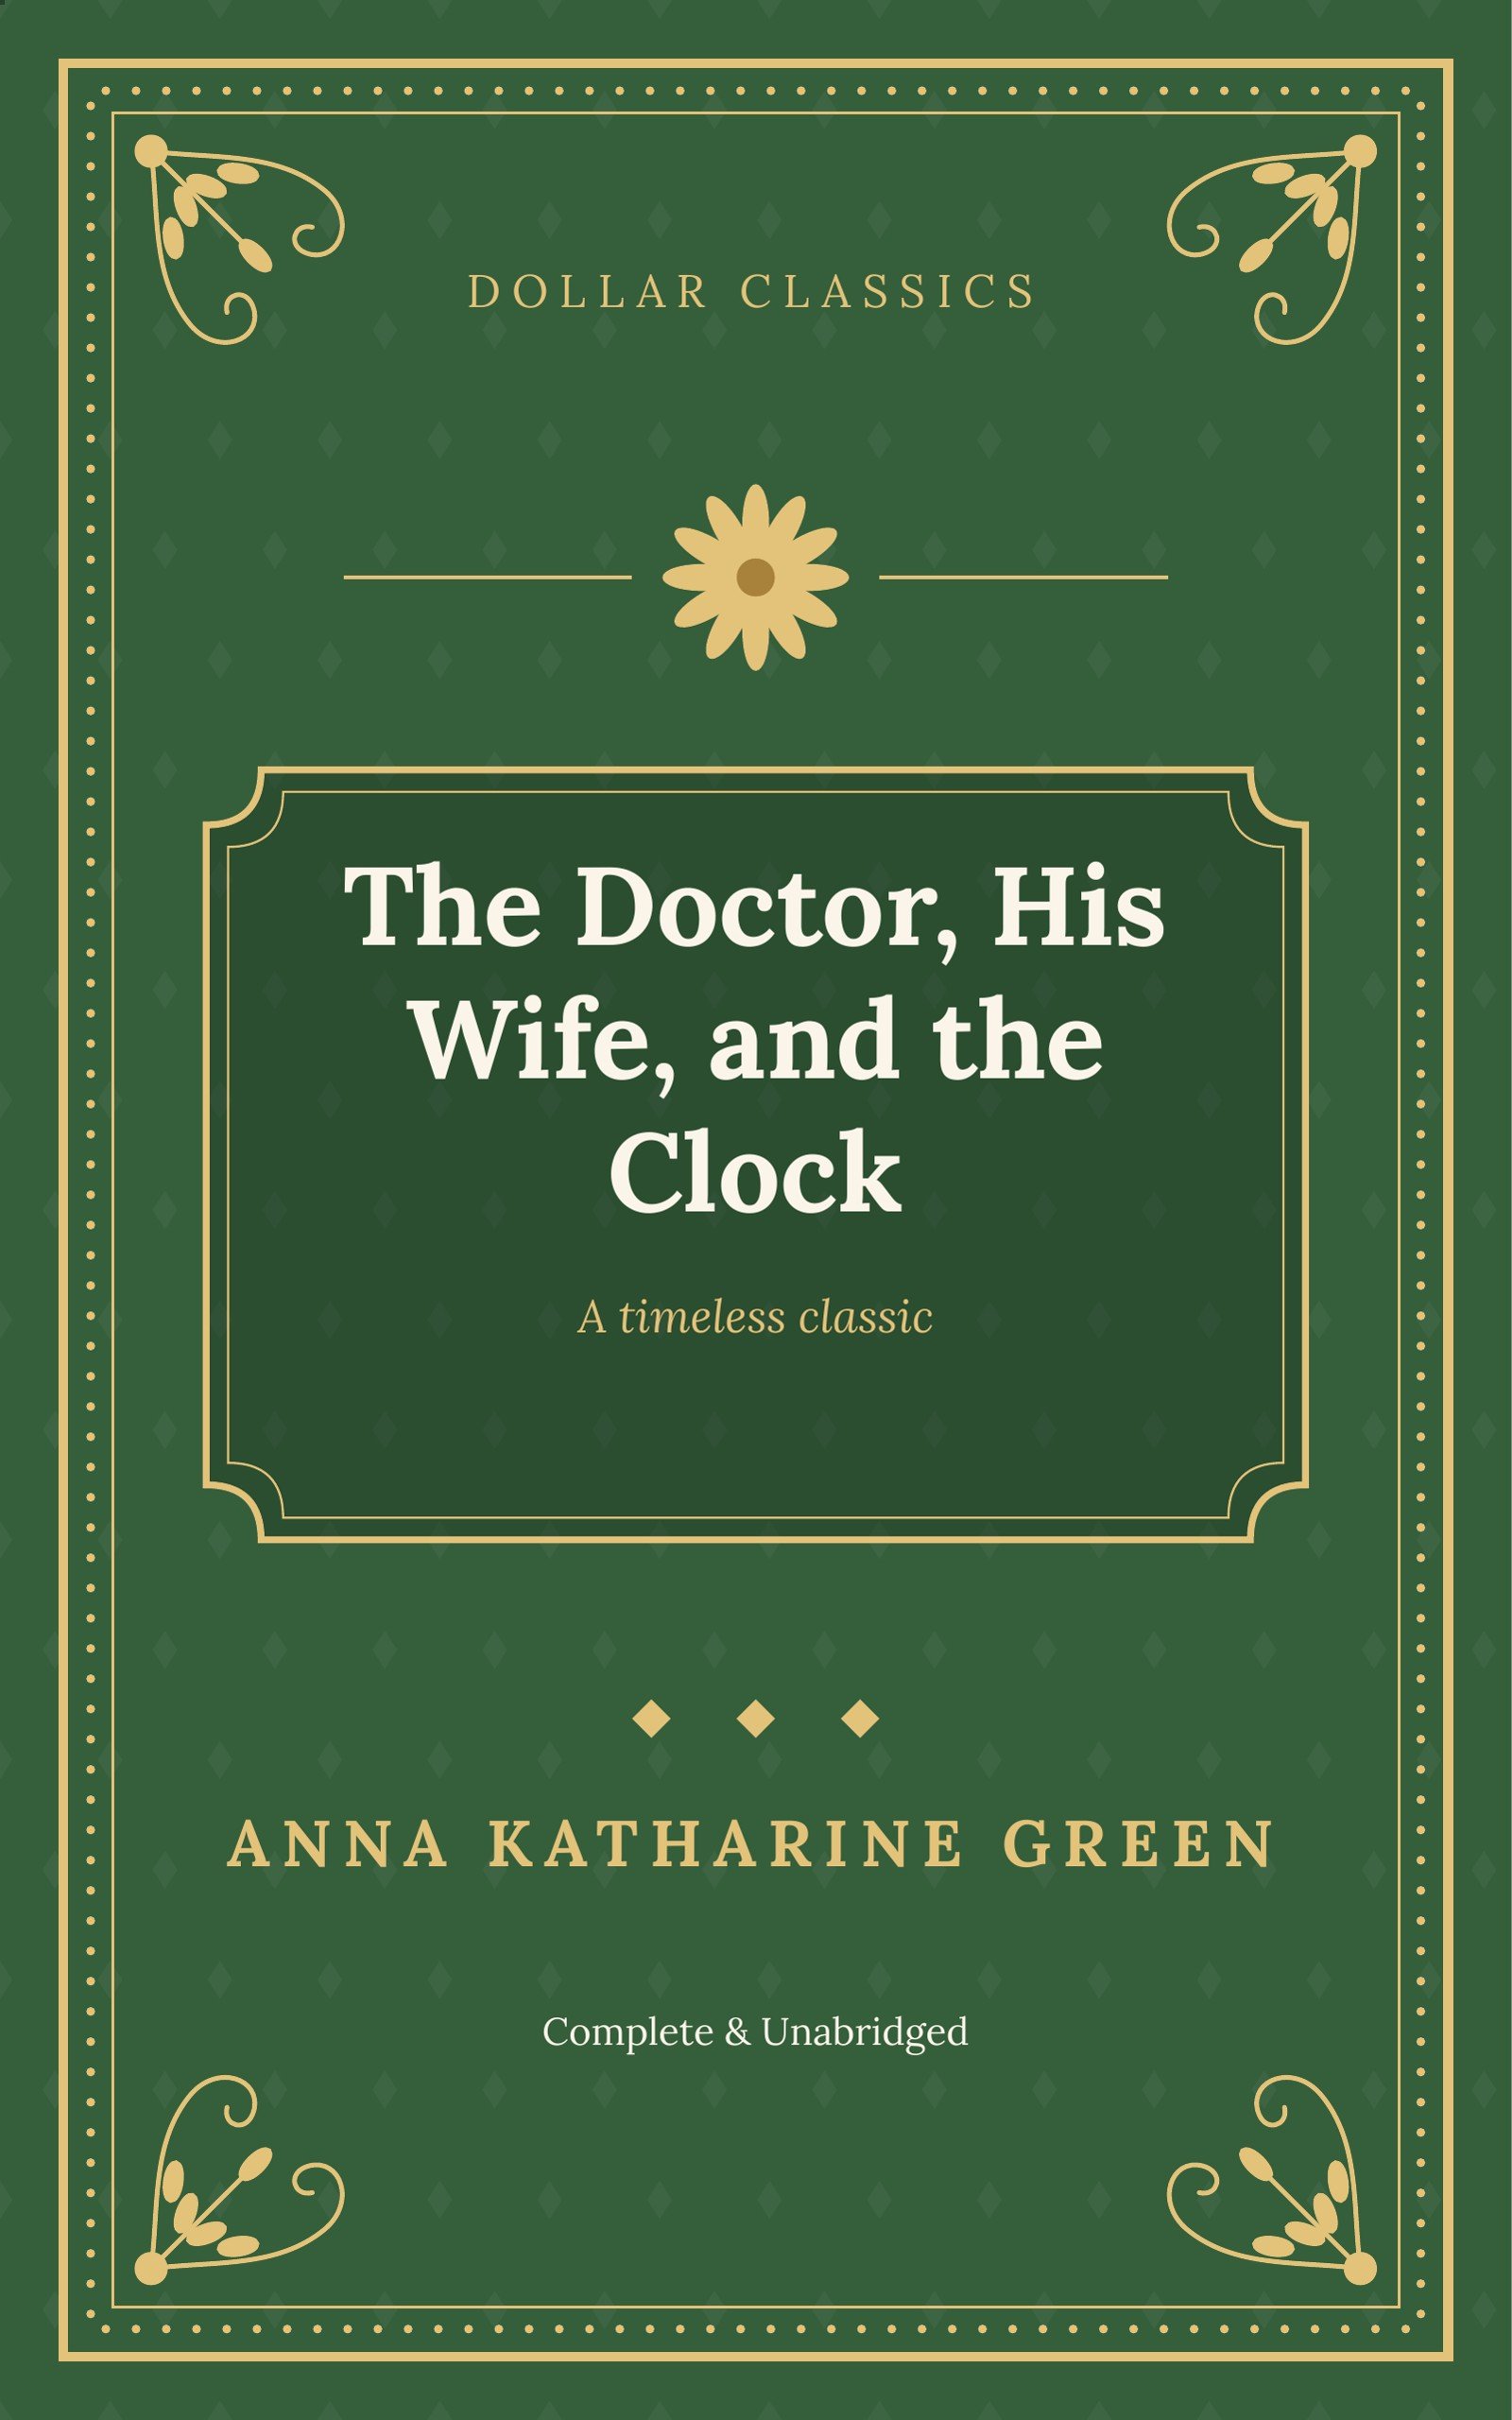 DOLLAR CLASSICS
The Doctor, His
Wife, and the
Clock
A timeless classic
ANNA KATHARINE GREEN
Complete & Unabridged